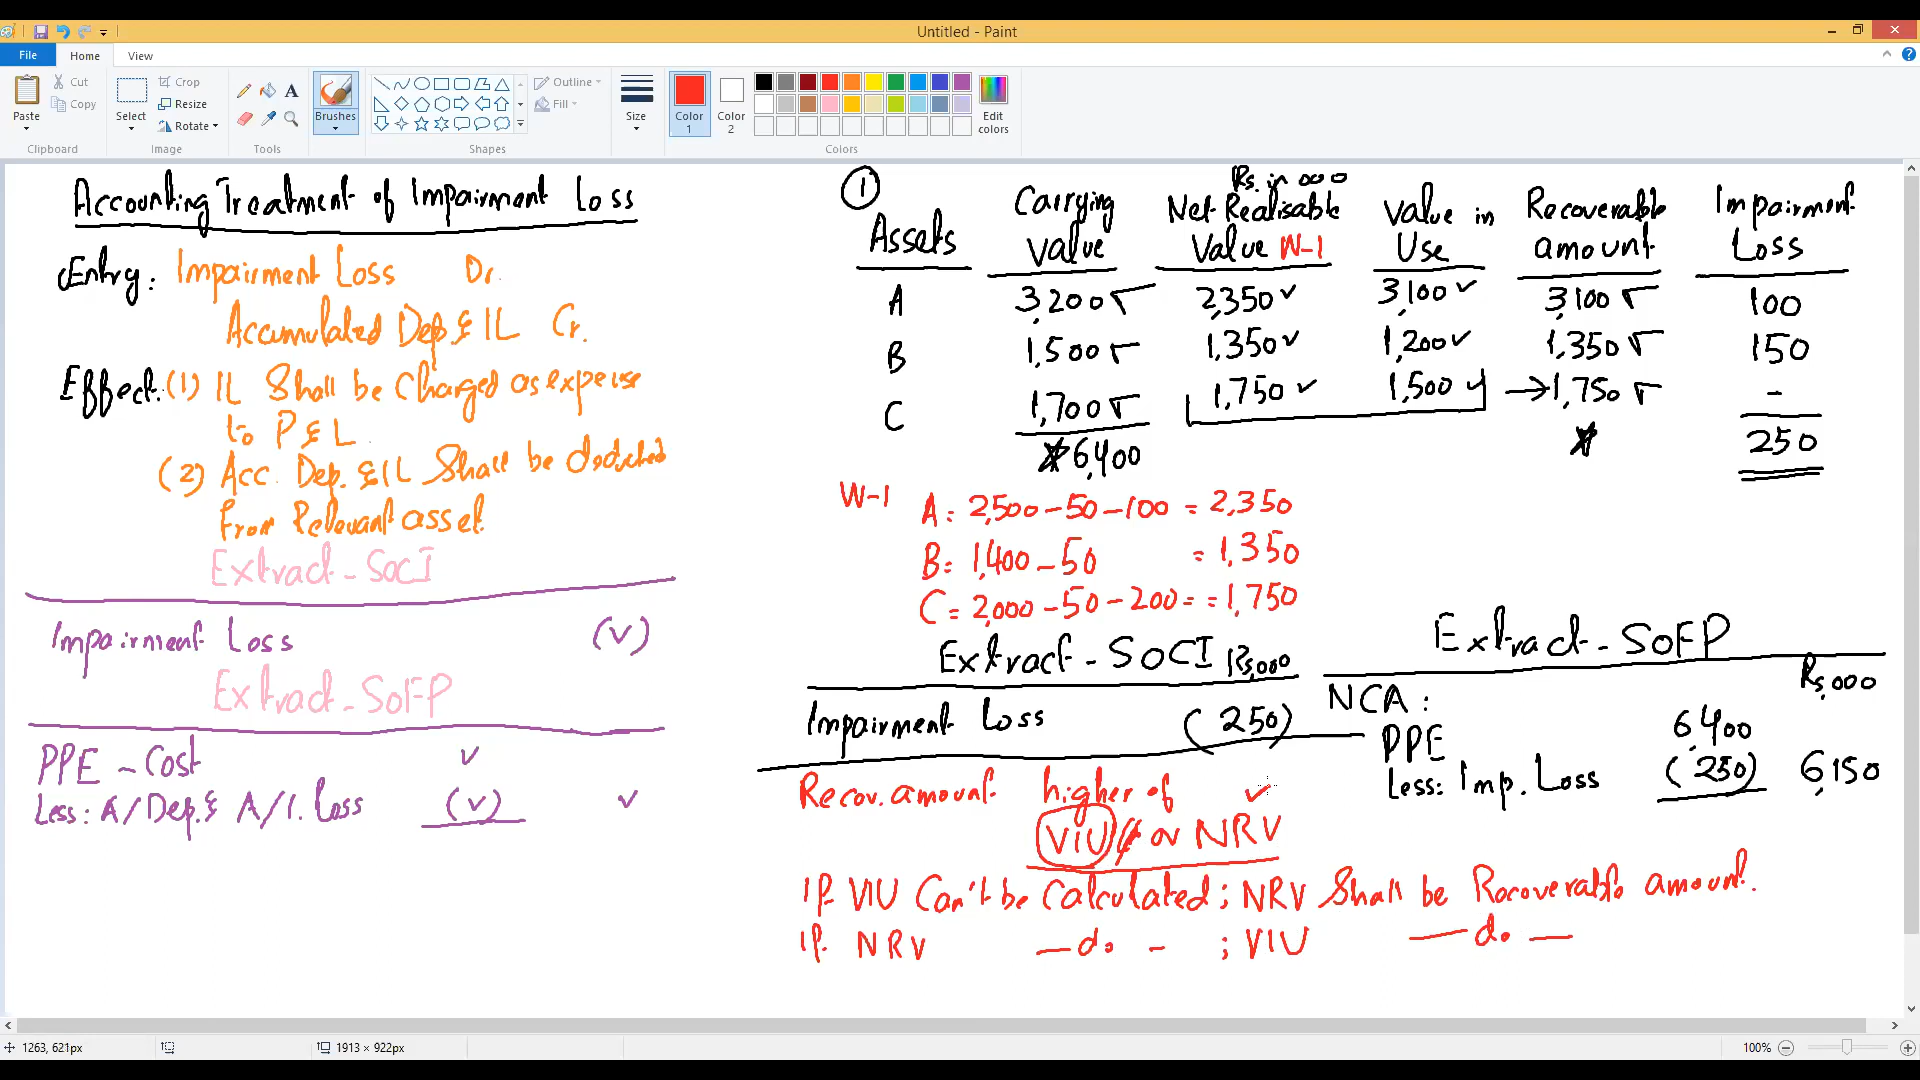 Untitled - Paint
File Home View
Cut
Copy
Paste
Clipboard
Crop
Resize
Rotate
Select
Image
Tools
Brushes
Outline
Fill
Shapes
Size
Color 1
Color 2
Edit colors
Colors
Accounting Treatment of Impairment Loss
Entry: Impairment Loss Dr.
Accumulated Dep. & IL Cr.
Effect: (1) IL Shall be Charged as expense
to P & L
(2) Acc. Dep. & IL Shall be deducted
from Relevant asset
Extract - SoCI
Impairment Loss (✓)
Extract - SoFP
PPE - Cost ✓
Less: A/Dep. & A/I. Loss (✓) ✓
① Rs. in 000
Assets Carrying Value Net Realisable Value W-1 Value in Use Recoverable amount Impairment Loss
A 3,200 2,350 ✓ 3,100 ✓ 3,100 100
B 1,500 1,350 ✓ 1,200 ✓ 1,350 150
C 1,700 1,750 ✓ 1,500 ✓ → 1,750 -
6,400 250
W-1 A = 2,500 - 50 - 100 = 2,350
B = 1,400 - 50 = 1,350
C = 2,000 - 50 - 200 = = 1,750
Extract - SOCI Rs,000
Impairment Loss (250)
Extract - SOFP
Rs,000
NCA:
PPE 6,400
Less: Imp. Loss (250) 6,150
Recov. amount higher of ✓
VIU or NRV
If VIU Can't be Calculated; NRV Shall be Recoverable amount.
If NRV — do - ; VIU — do —
1263, 621px
1913 × 922px
100%